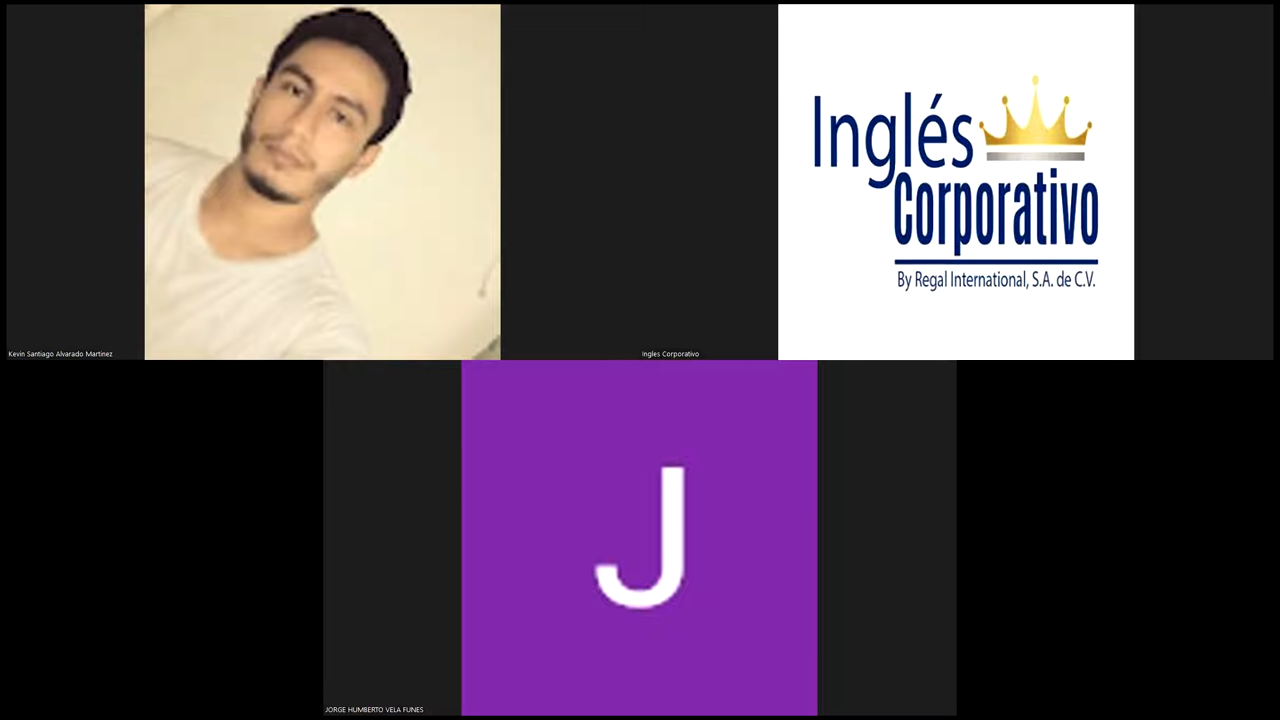 Kevin Santiago Alvarado Martinez
Inglés
Corporativo
By Regal International, S.A. de C.V.
Ingles Corporativo
J
JORGE HUMBERTO VELA FUNES